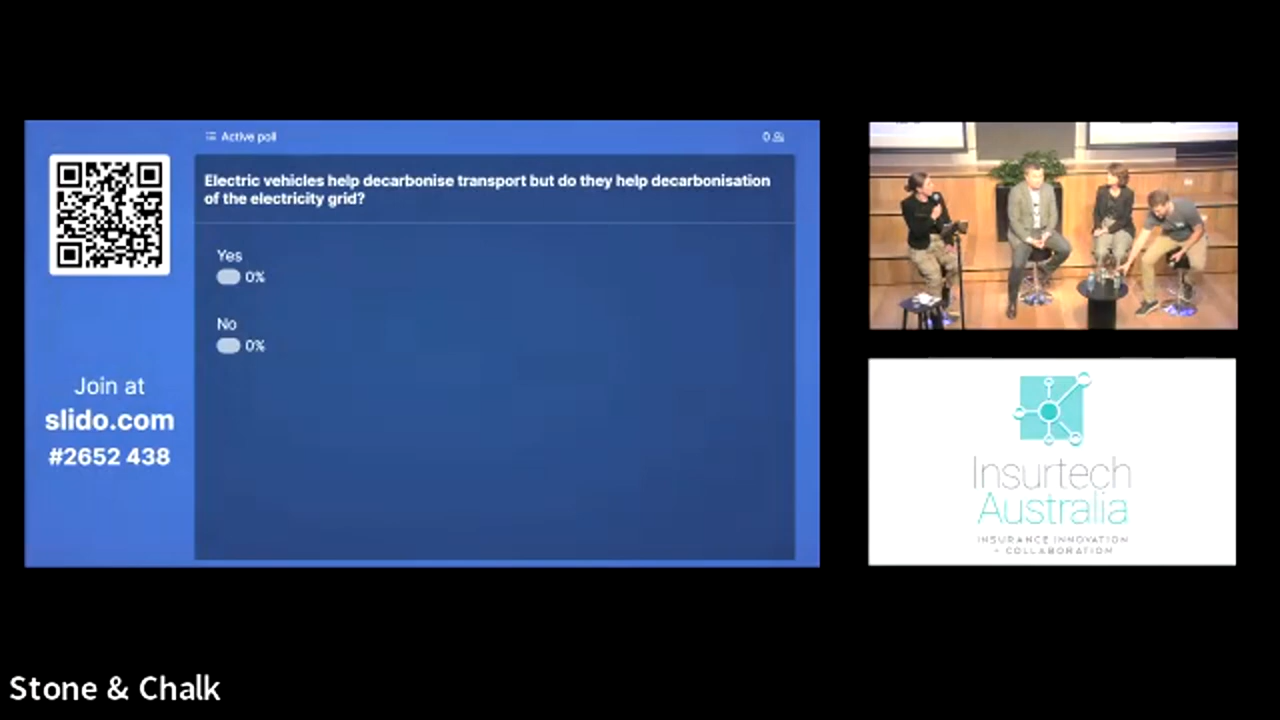 Active poll
0
Electric vehicles help decarbonise transport but do they help decarbonisation
of the electricity grid?
Yes
0%
No
0%
Join at
slido.com
#2652 438
Insurtech
Australia
INSURANCE INNOVATION
+ COLLABORATION
Stone & Chalk